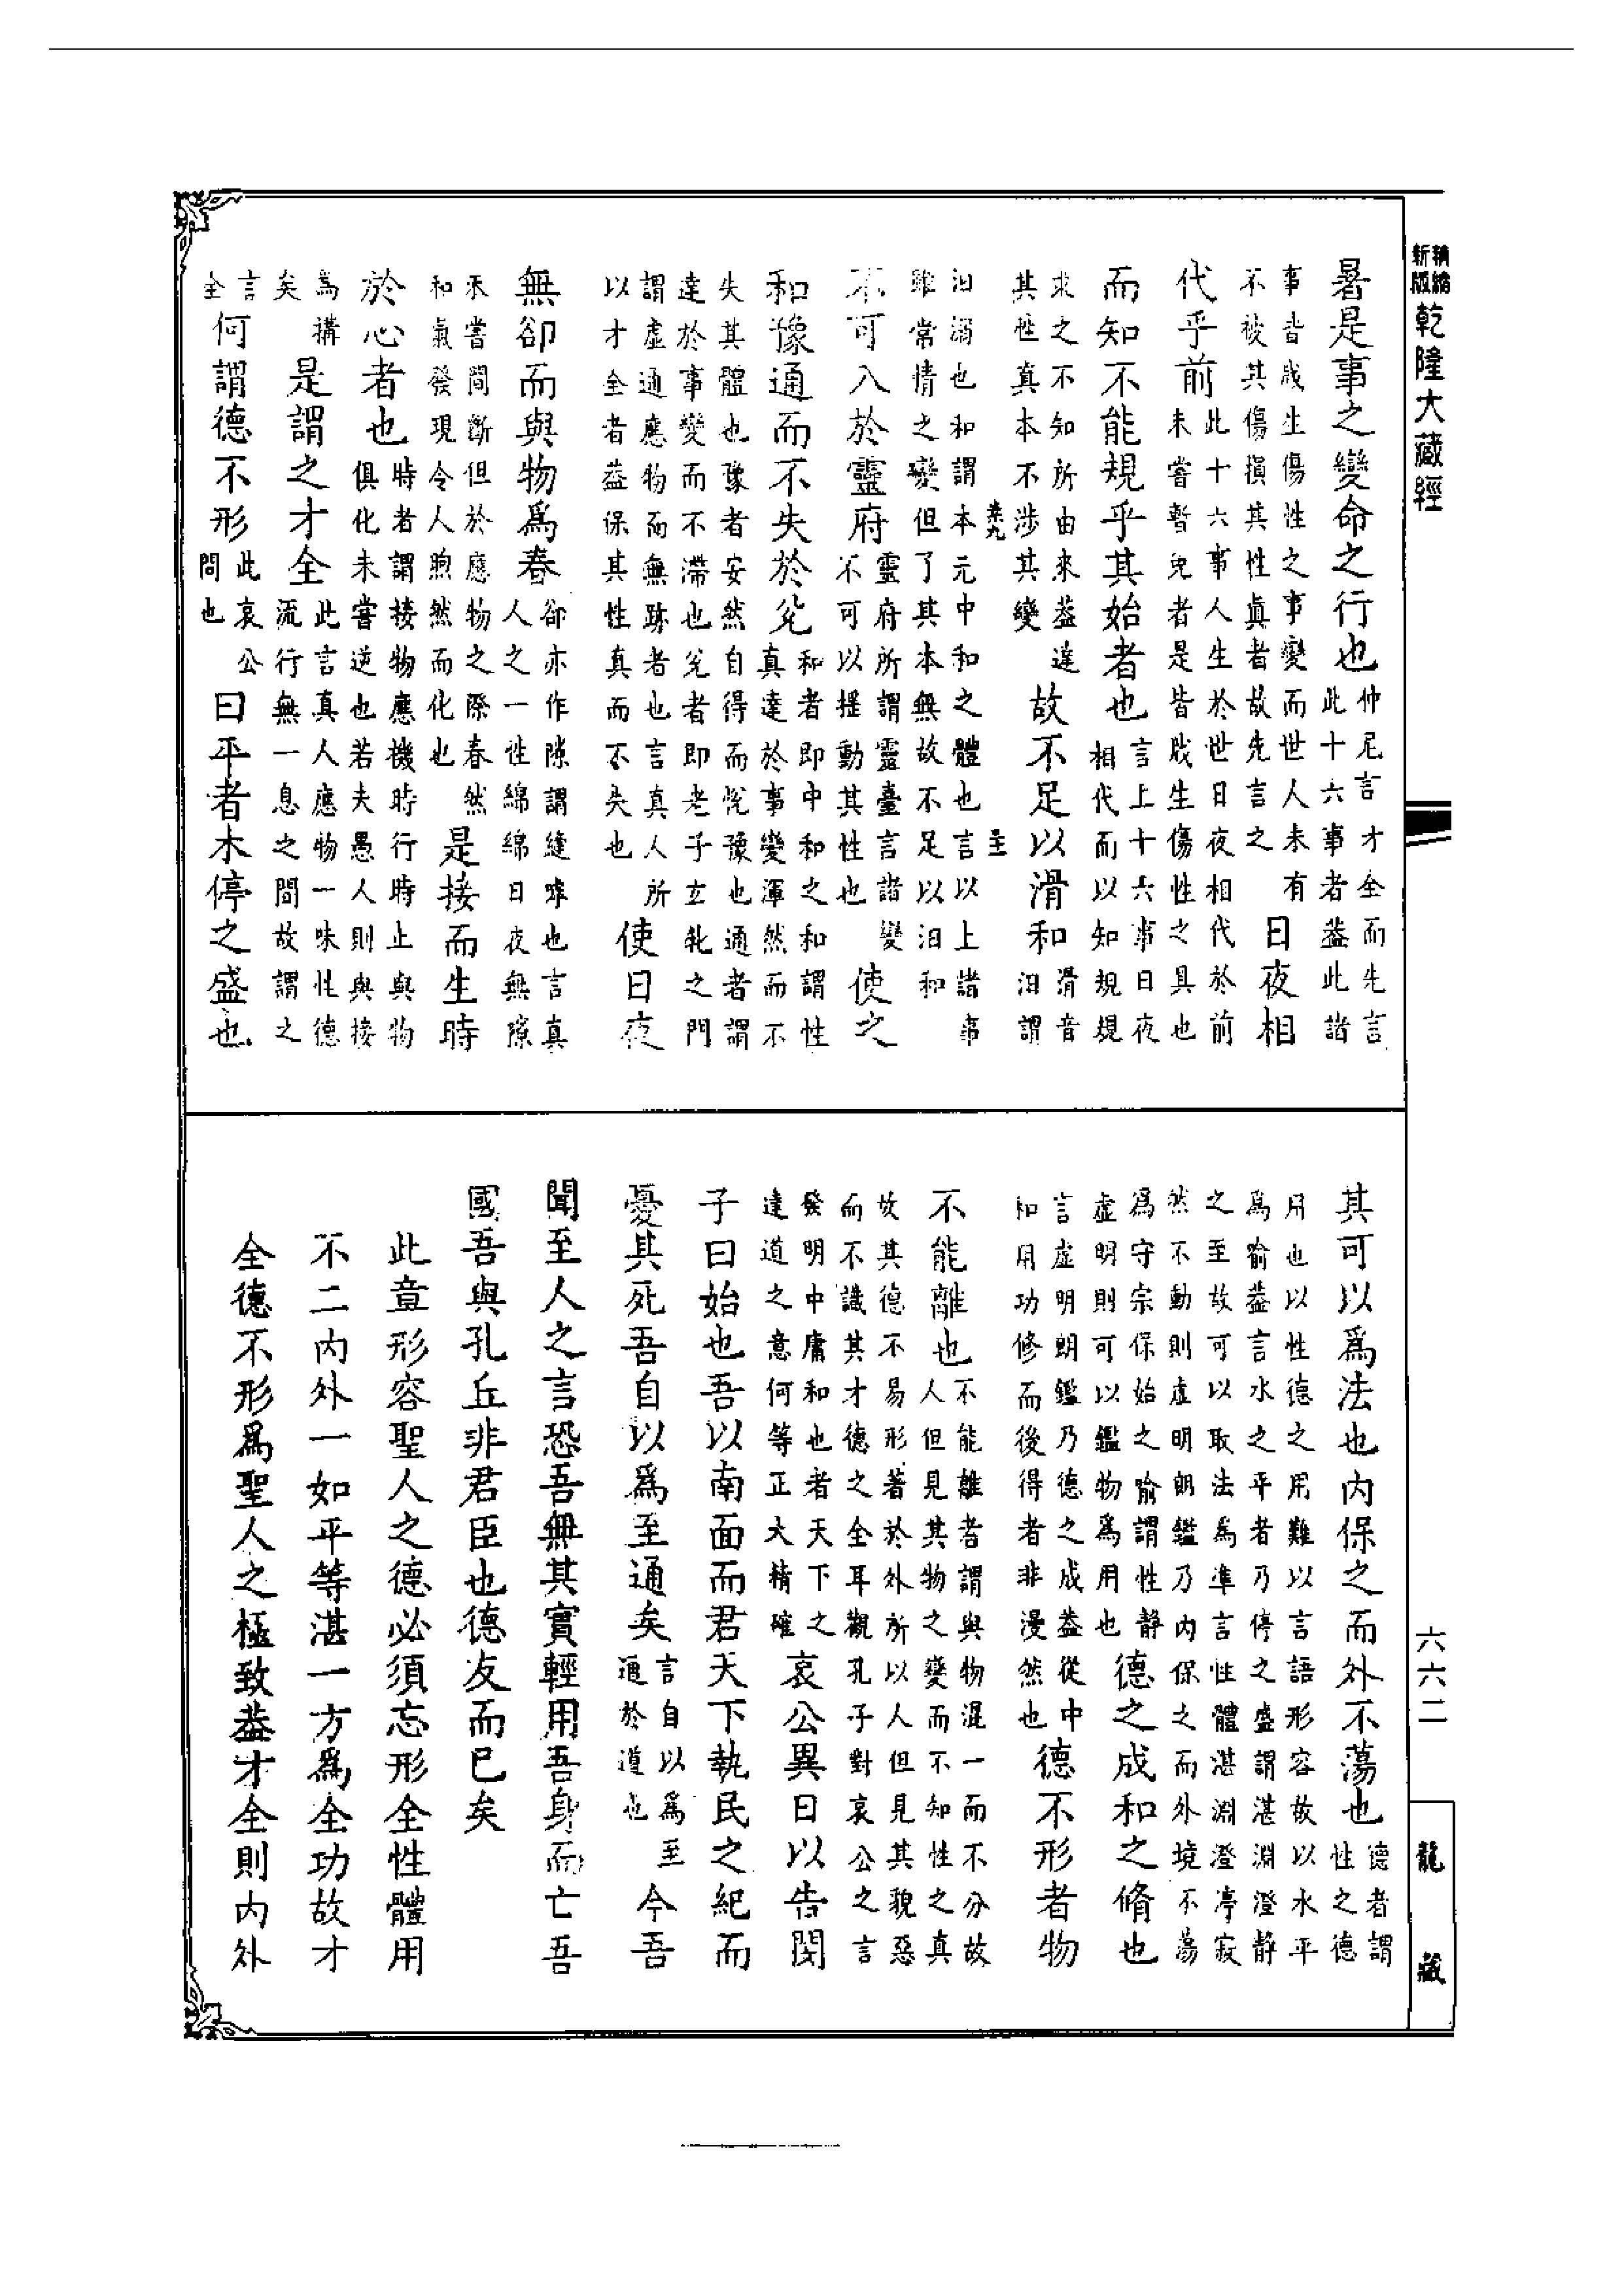 新版精縮乾隆大藏經
暑是事之變命之行也仲尼言才全而先言此十六事者葢此諸
事皆戕生傷性之事變而世人未有不被其傷損其性真者故先言之日夜相
代乎前此十六事人生於世日夜相代於前未嘗暫免者是皆戕生傷性之具也
而知不能規乎其始者也言上十六事日夜相代而以知規規
求之不知所由來葢達其性真本不涉其變故不足以滑和滑音汩謂
汩溺也和謂本元中和之體也言以上諸事雖常情之變但了其本無故不足以汩和
不可入於靈府靈府所謂靈臺言諸變不可以搖動其性也使之
和豫通而不失於兌和者即中和之和謂性真達於事變渾然而不
失其體也豫者安然自得而悅豫也通者謂達於事變而不滯也兌者即老子玄牝之門
謂虛通應物而無跡者也言真人所以才全者葢保其性真而不失也使日夜
無郤而與物為春郤亦作隙謂縫罅也言真人之一性綿綿日夜無隙
未嘗間斷但於應物之際春然和氣發現令人煦然而化也是接而生時
於心者也時者謂接物應機時行時止與物俱化未嘗逆也若夫愚人則與接
為搆矣是謂之才全此言真人應物一味性德流行無一息之間故謂之
言全何謂德不形此哀公問也曰平者水停之盛也
其可以為法也內保之而外不蕩也德者謂性之德
用也以性德之用難以言語形容故以水平為喻葢言水之平者乃停之盛謂湛淵澄靜
之至故可以取法為準言性體湛淵澄渟寂然不動則虛明朗鑑乃內保之而外境不蕩
為守宗保始之喻謂性靜虛明則可以鑑物為用也德之成和之脩也
言虛明朗鑑乃德之成葢從中和用功修而後得者非漫然也德不形者物
不能離也不能離者謂與物混一而不分故人但見其物之變而不知性之真
故其德不易形著於外所以人但見其貌惡而不識其才德之全耳觀孔子對哀公之言
發明中庸和也者天下之達道之意何等正大精確哀公異日以告閔
子曰始也吾以南面而君天下執民之紀而
憂其死吾自以為至通矣言自以為至通於道也今吾
聞至人之言恐吾無其實輕用吾身而亡吾
國吾與孔丘非君臣也德友而已矣
此章形容聖人之德必須忘形全性體用
不二內外一如平等湛一方為全功故才
全德不形為聖人之極致葢才全則內外
六六二
龍藏